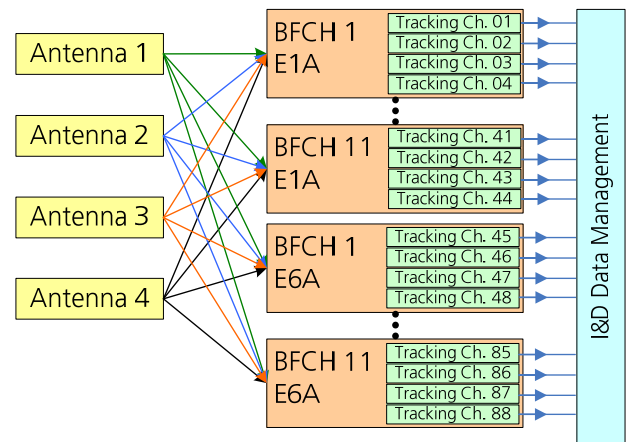 Antenna 1
Antenna 2
Antenna 3
Antenna 4
BFCH 1
E1A
Tracking Ch. 01
Tracking Ch. 02
Tracking Ch. 03
Tracking Ch. 04
BFCH 11
E1A
Tracking Ch. 41
Tracking Ch. 42
Tracking Ch. 43
Tracking Ch. 44
BFCH 1
E6A
Tracking Ch. 45
Tracking Ch. 46
Tracking Ch. 47
Tracking Ch. 48
BFCH 11
E6A
Tracking Ch. 85
Tracking Ch. 86
Tracking Ch. 87
Tracking Ch. 88
I&D Data Management